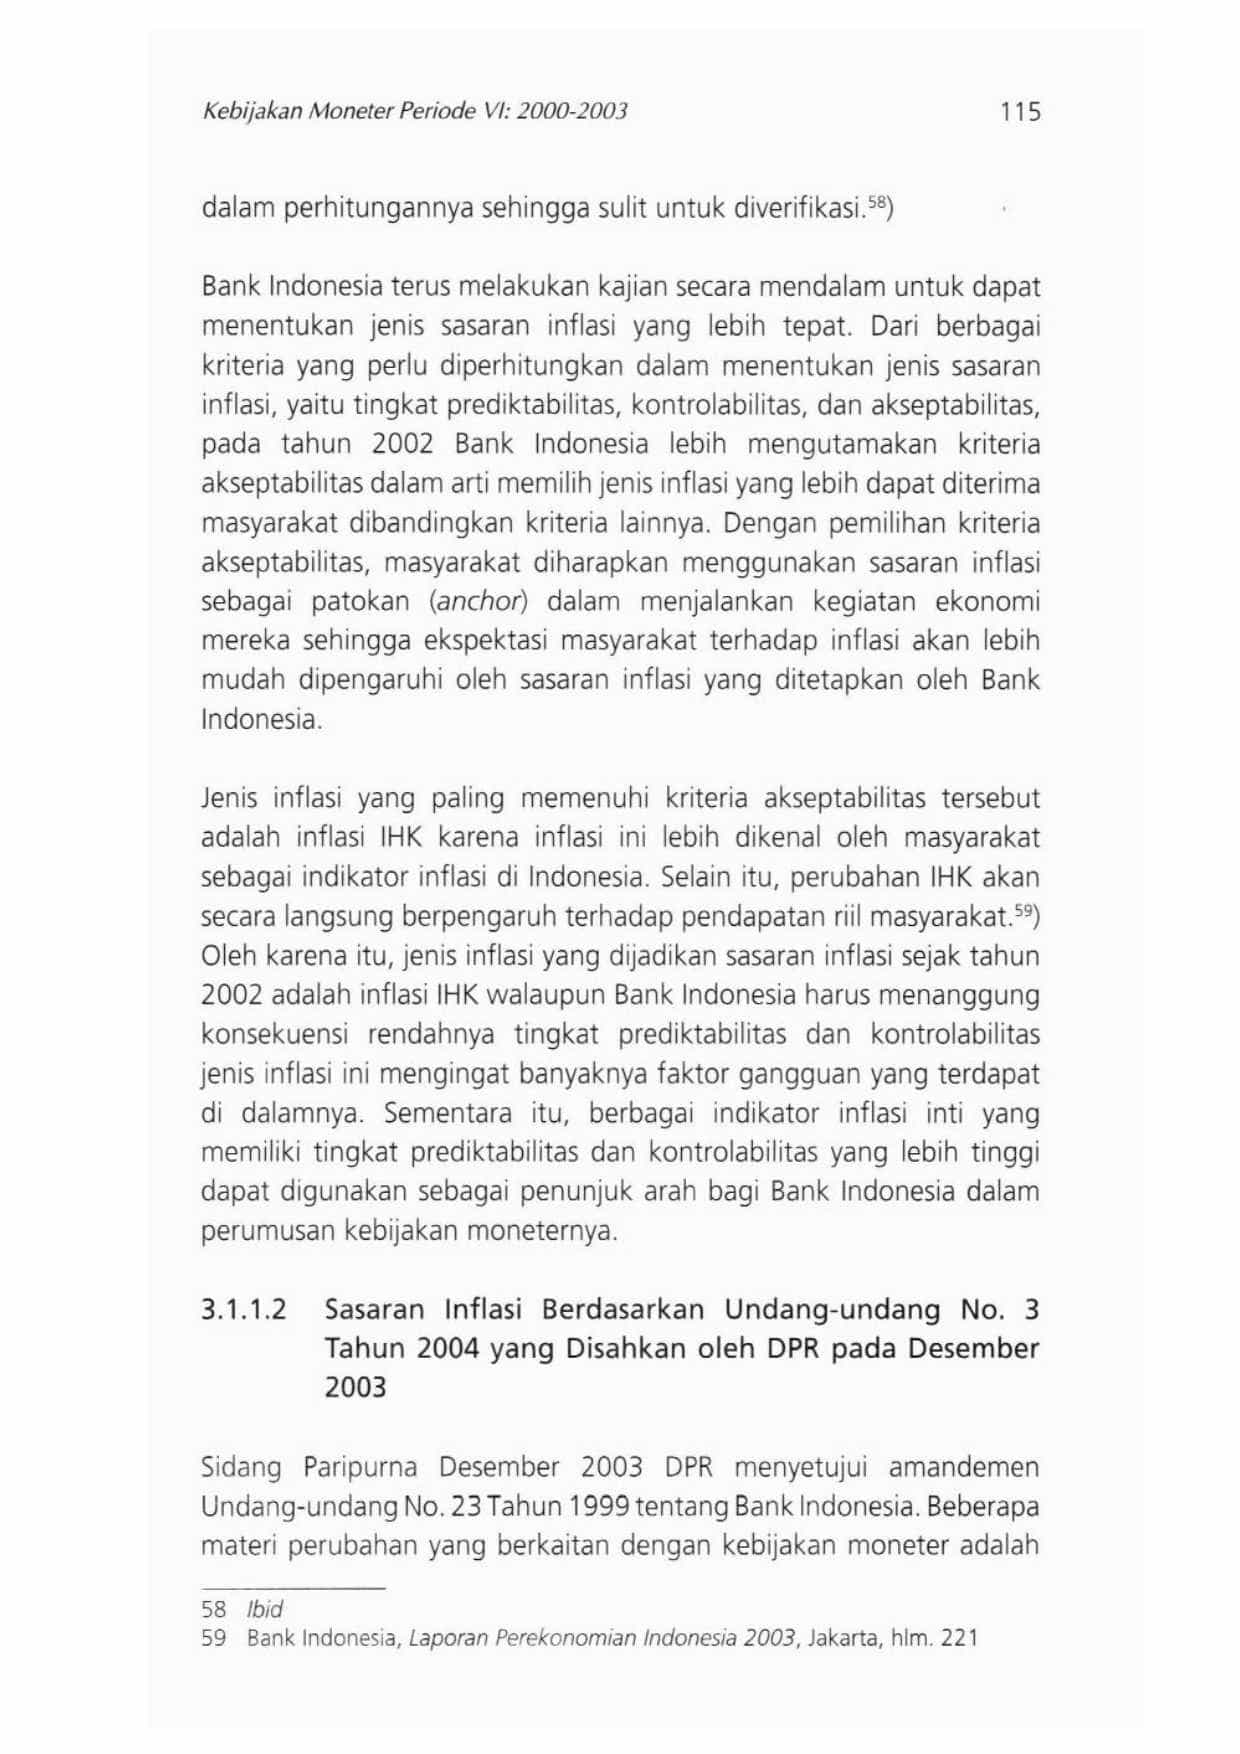 Kebijakan Moneter Periode VI: 2000-2003 115
dalam perhitungannya sehingga sulit untuk diverifikasi.⁵⁸)
Bank Indonesia terus melakukan kajian secara mendalam untuk dapat
menentukan jenis sasaran inflasi yang lebih tepat. Dari berbagai
kriteria yang perlu diperhitungkan dalam menentukan jenis sasaran
inflasi, yaitu tingkat prediktabilitas, kontrolabilitas, dan akseptabilitas,
pada tahun 2002 Bank Indonesia lebih mengutamakan kriteria
akseptabilitas dalam arti memilih jenis inflasi yang lebih dapat diterima
masyarakat dibandingkan kriteria lainnya. Dengan pemilihan kriteria
akseptabilitas, masyarakat diharapkan menggunakan sasaran inflasi
sebagai patokan (anchor) dalam menjalankan kegiatan ekonomi
mereka sehingga ekspektasi masyarakat terhadap inflasi akan lebih
mudah dipengaruhi oleh sasaran inflasi yang ditetapkan oleh Bank
Indonesia.
Jenis inflasi yang paling memenuhi kriteria akseptabilitas tersebut
adalah inflasi IHK karena inflasi ini lebih dikenal oleh masyarakat
sebagai indikator inflasi di Indonesia. Selain itu, perubahan IHK akan
secara langsung berpengaruh terhadap pendapatan riil masyarakat.⁵⁹)
Oleh karena itu, jenis inflasi yang dijadikan sasaran inflasi sejak tahun
2002 adalah inflasi IHK walaupun Bank Indonesia harus menanggung
konsekuensi rendahnya tingkat prediktabilitas dan kontrolabilitas
jenis inflasi ini mengingat banyaknya faktor gangguan yang terdapat
di dalamnya. Sementara itu, berbagai indikator inflasi inti yang
memiliki tingkat prediktabilitas dan kontrolabilitas yang lebih tinggi
dapat digunakan sebagai penunjuk arah bagi Bank Indonesia dalam
perumusan kebijakan moneternya.
3.1.1.2 Sasaran Inflasi Berdasarkan Undang-undang No. 3
Tahun 2004 yang Disahkan oleh DPR pada Desember
2003
Sidang Paripurna Desember 2003 DPR menyetujui amandemen
Undang-undang No. 23 Tahun 1999 tentang Bank Indonesia. Beberapa
materi perubahan yang berkaitan dengan kebijakan moneter adalah
58 Ibid
59 Bank Indonesia, Laporan Perekonomian Indonesia 2003, Jakarta, hlm. 221